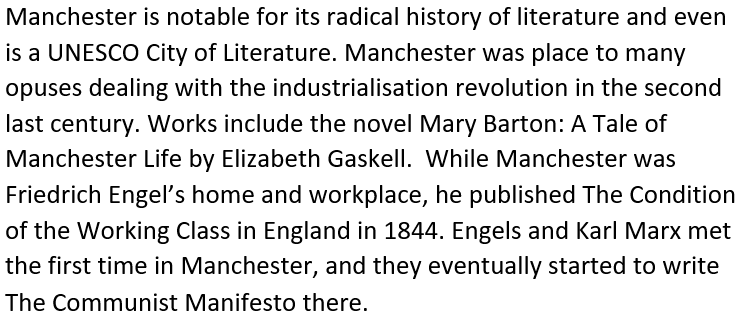 Manchester is notable for its radical history of literature and even
is a UNESCO City of Literature. Manchester was place to many
opuses dealing with the industrialisation revolution in the second
last century. Works include the novel Mary Barton: A Tale of
Manchester Life by Elizabeth Gaskell.  While Manchester was
Friedrich Engel’s home and workplace, he published The Condition
of the Working Class in England in 1844. Engels and Karl Marx met
the first time in Manchester, and they eventually started to write
The Communist Manifesto there.